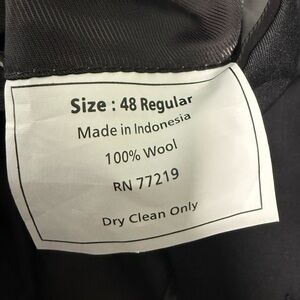 Size : 48 Regular
Made in Indonesia
100% Wool
RN 77219
Dry Clean Only